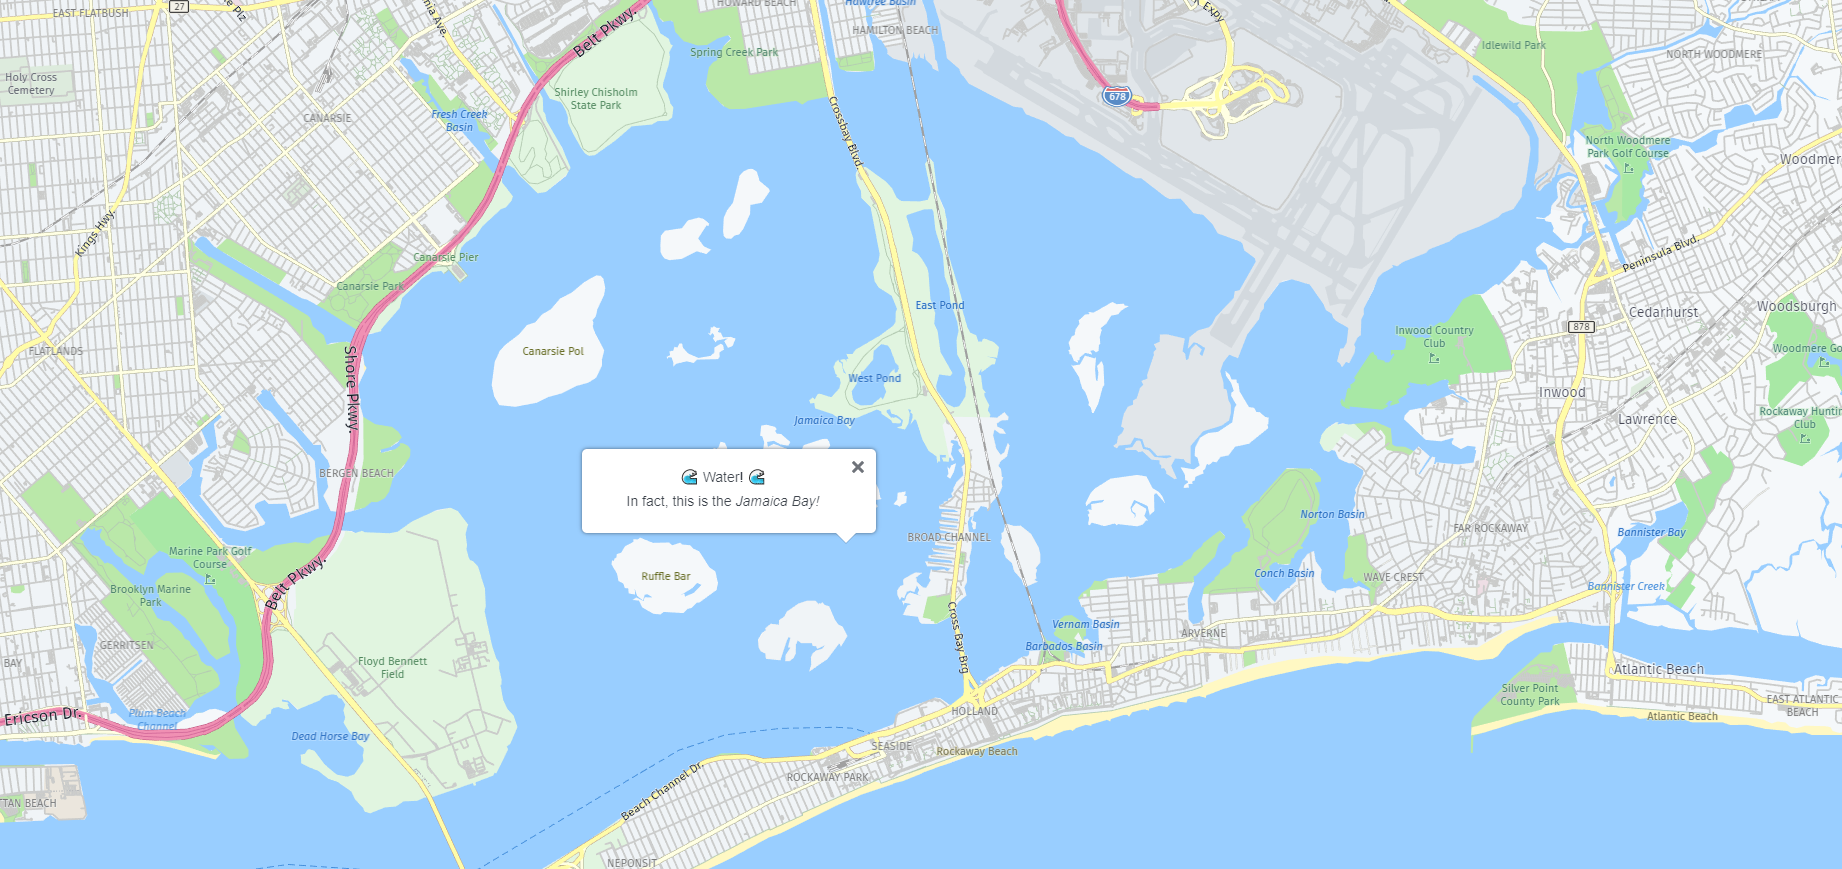 EAST FLATBUSH
27
HOWARD BEACH
Hawtree Basin
HAMILTON BEACH
Expy
Belt Pkwy.
Spring Creek Park
Idlewild Park
NORTH WOODMERE
Holy Cross
Cemetery
Shirley Chisholm
State Park
678
CANARSIE
Fresh Creek
Basin
Crossbay Blvd.
North Woodmere
Park Golf Course
Kings Hwy.
Peninsula Blvd.
Canarsie Pier
Canarsie Park
East Pond
Cedarhurst
Woodsburgh
878
Inwood Country
Club
FLATLANDS
Canarsie Pol
Shore Pkwy.
West Pond
Inwood
Jamaica Bay
Lawrence
Club
BERGEN BEACH
🌊 Water! 🌊
In fact, this is the Jamaica Bay!
Norton Basin
FAR ROCKAWAY
Bannister Bay
BROAD CHANNEL
Marine Park Golf
Course
Ruffle Bar
Conch Basin
WAVE CREST
Belt Pkwy.
Brooklyn Marine
Park
Bannister Creek
Cross Bay Brg.
Vernam Basin
ARVERNE
GERRITSEN
Barbados Basin
BAY
Floyd Bennett
Field
Atlantic Beach
Silver Point
County Park
EAST ATLANTIC
BEACH
Ericson Dr.
Plum Beach
Channel
HOLLAND
Atlantic Beach
Dead Horse Bay
SEASIDE
Rockaway Beach
Beach Channel Dr.
ROCKAWAY PARK
BEACH
NEPONSIT